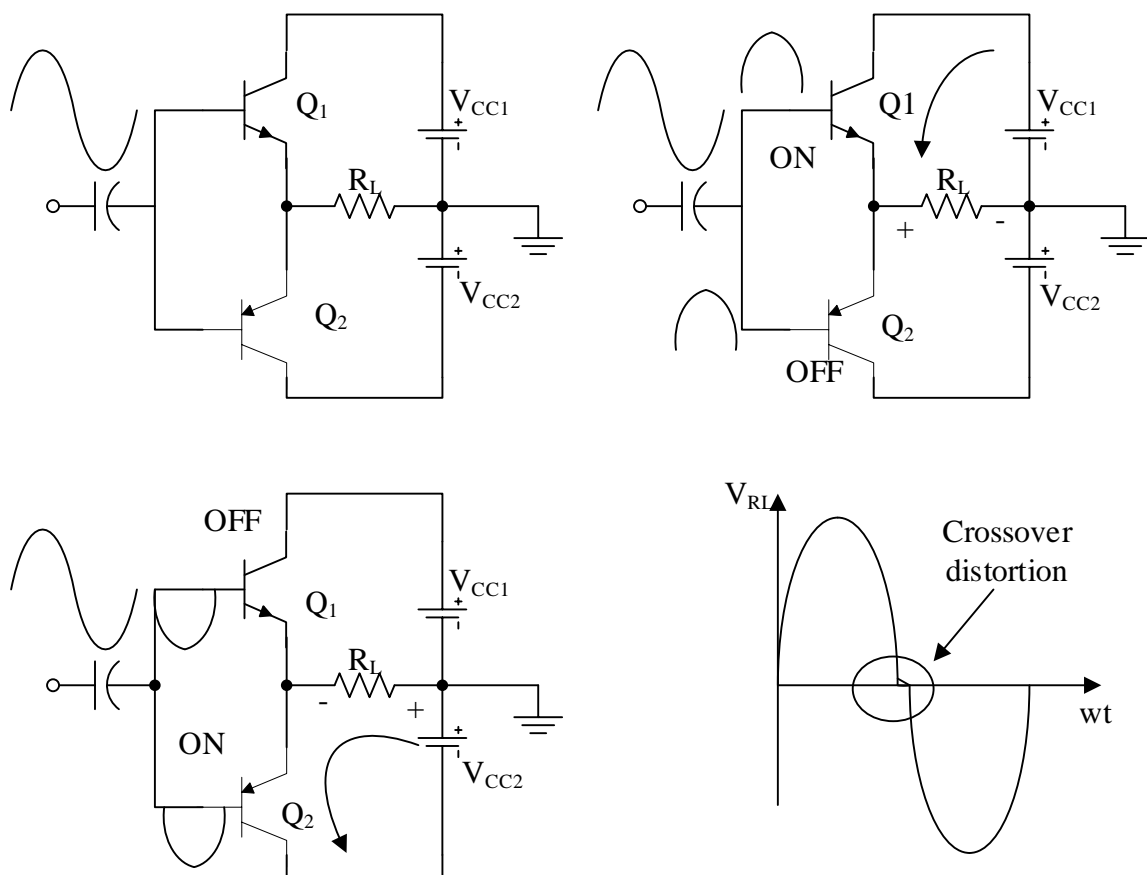 Q1
VCC1
RL
VCC2
Q2
Q1
VCC1
ON
RL
+ -
VCC2
Q2
OFF
OFF
VCC1
Q1
RL
- +
ON
VCC2
Q2
VRL
Crossover
distortion
wt